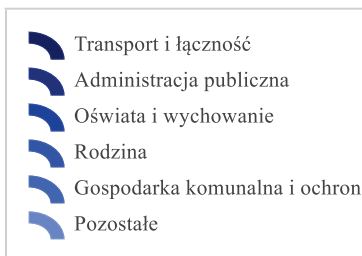 Transport i łączność
Administracja publiczna
Oświata i wychowanie
Rodzina
Gospodarka komunalna i ochron
Pozostałe